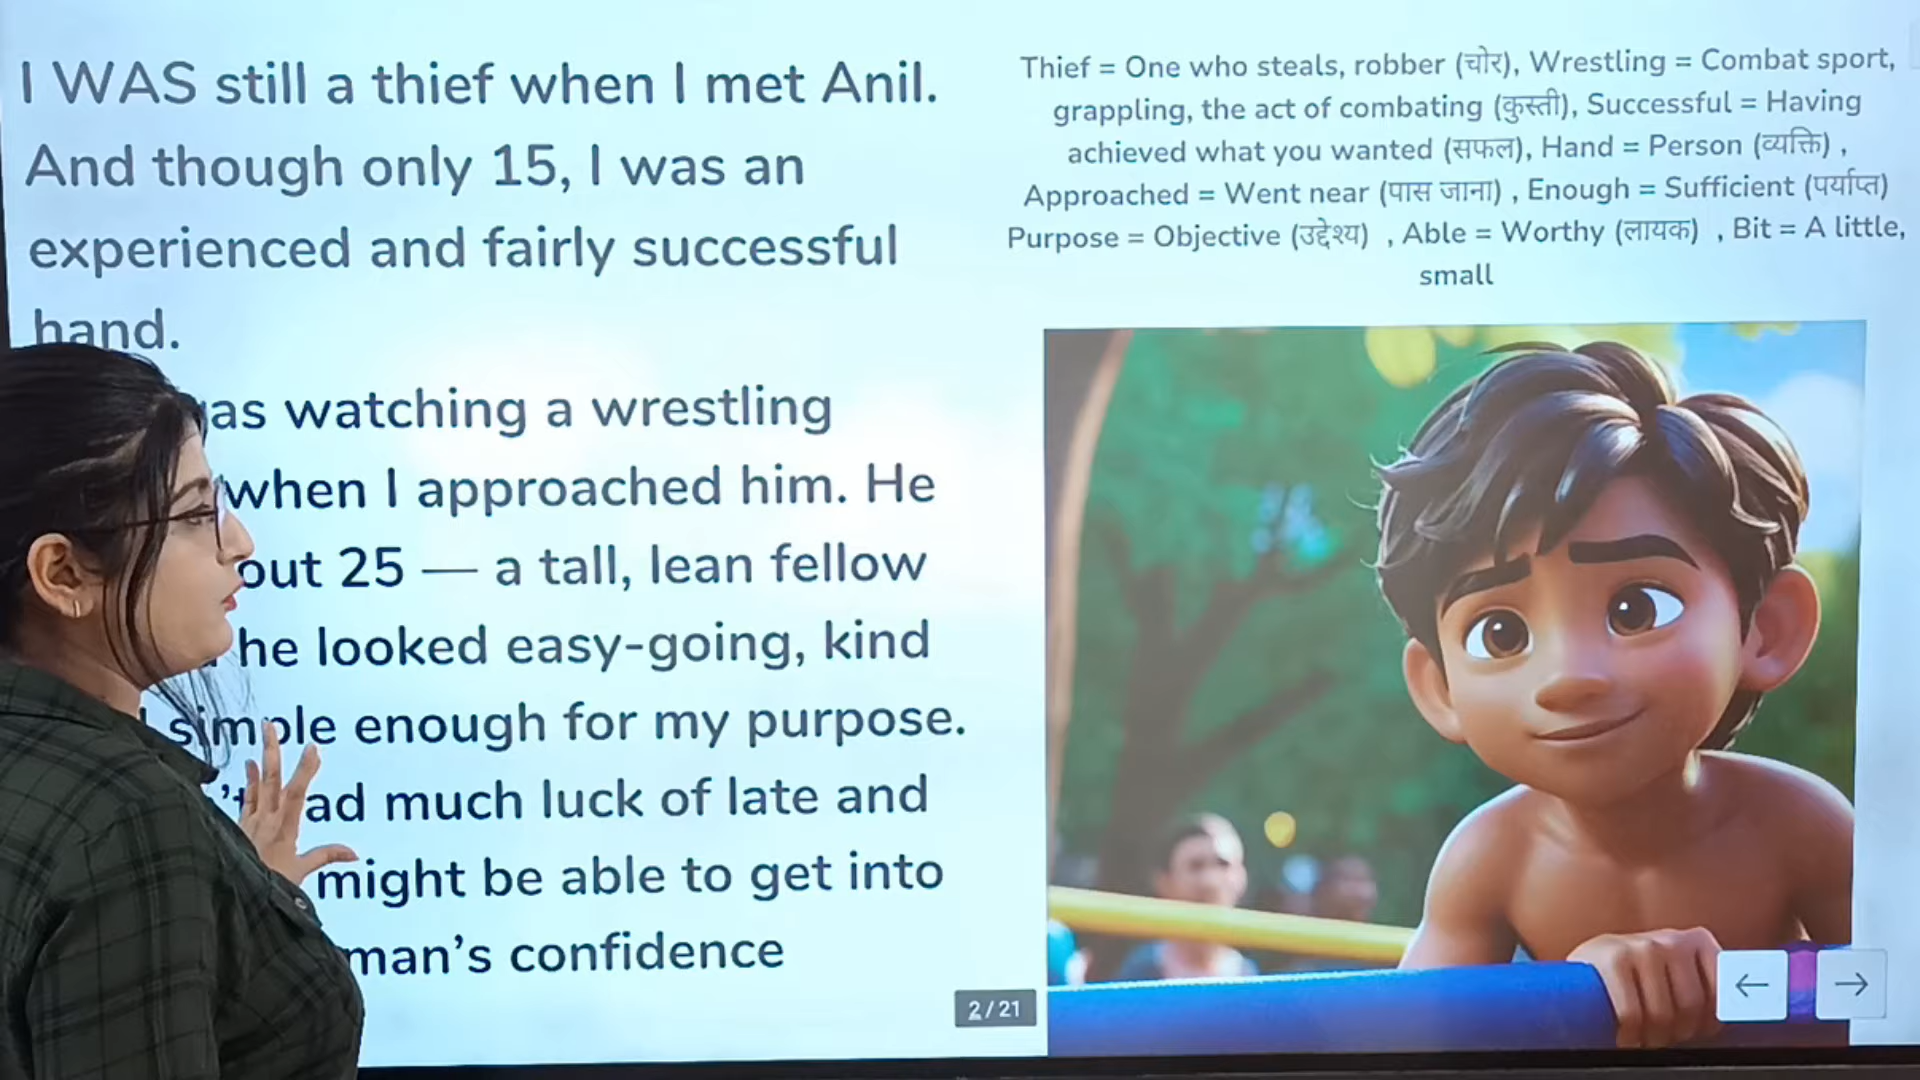 I WAS still a thief when I met Anil.
And though only 15, I was an
experienced and fairly successful
hand.
as watching a wrestling
when I approached him. He
out 25 — a tall, lean fellow
he looked easy-going, kind
simple enough for my purpose.
ad much luck of late and
might be able to get into
man’s confidence
Thief = One who steals, robber (चोर), Wrestling = Combat sport,
grappling, the act of combating (कुस्ती), Successful = Having
achieved what you wanted (सफल), Hand = Person (व्यक्ति) ,
Approached = Went near (पास जाना) , Enough = Sufficient (पर्याप्त)
Purpose = Objective (उद्देश्य) , Able = Worthy (लायक) , Bit = A little,
small
2 / 21